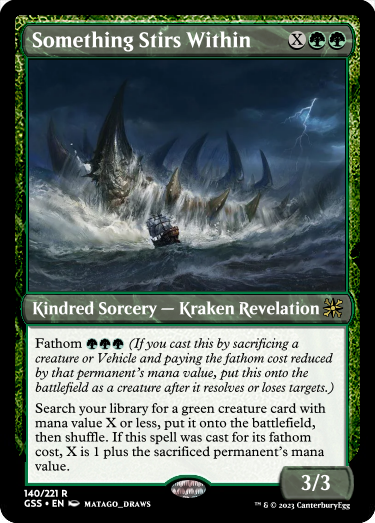 Something Stirs Within X
Kindred Sorcery — Kraken Revelation
Fathom (If you cast this by sacrificing a
creature or Vehicle and paying the fathom cost reduced
by that permanent's mana value, put this onto the
battlefield as a creature after it resolves or loses targets.)
Search your library for a green creature card with
mana value X or less, put it onto the battlefield,
then shuffle. If this spell was cast for its fathom
cost, X is 1 plus the sacrificed permanent's mana
value.
3/3
140/221 R
GSS • EN MATAGO_DRAWS
™ & © 2023 CanterburyEgg